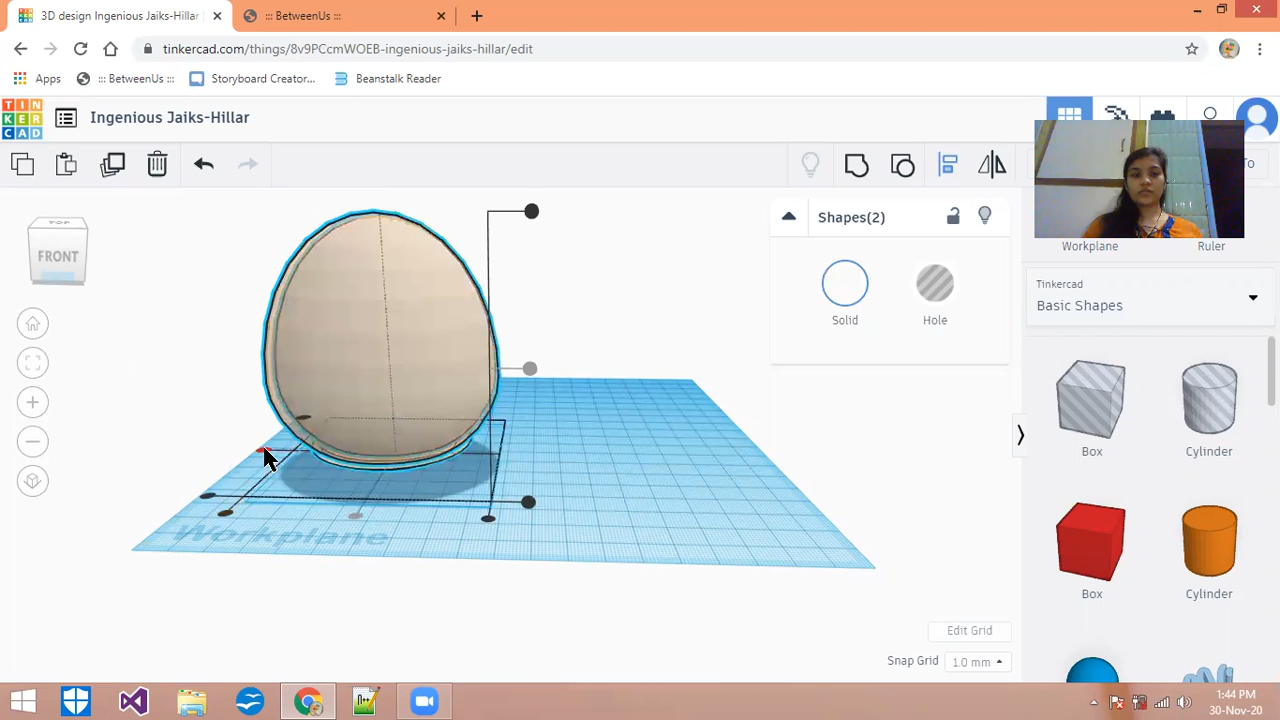 3D design Ingenious Jaiks-Hillar
::: BetweenUs :::
tinkercad.com/things/8v9PCcmWOEB-ingenious-jaiks-hillar/edit
Apps
::: BetweenUs :::
Storyboard Creator...
Beanstalk Reader
TIN
KER
CAD
Ingenious Jaiks-Hillar
To
TOP
FRONT
Shapes(2)
Solid
Hole
Workplane
Ruler
Tinkercad
Basic Shapes
Box
Cylinder
Box
Cylinder
Workplane
Edit Grid
Snap Grid
1.0 mm
1:44 PM
30-Nov-20